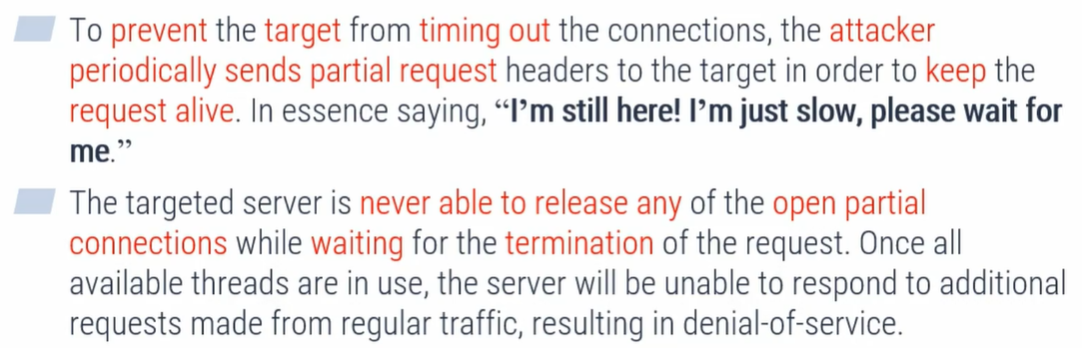 To prevent the target from timing out the connections, the attacker
periodically sends partial request headers to the target in order to keep the
request alive. In essence saying, “I’m still here! I’m just slow, please wait for
me.”
The targeted server is never able to release any of the open partial
connections while waiting for the termination of the request. Once all
available threads are in use, the server will be unable to respond to additional
requests made from regular traffic, resulting in denial-of-service.